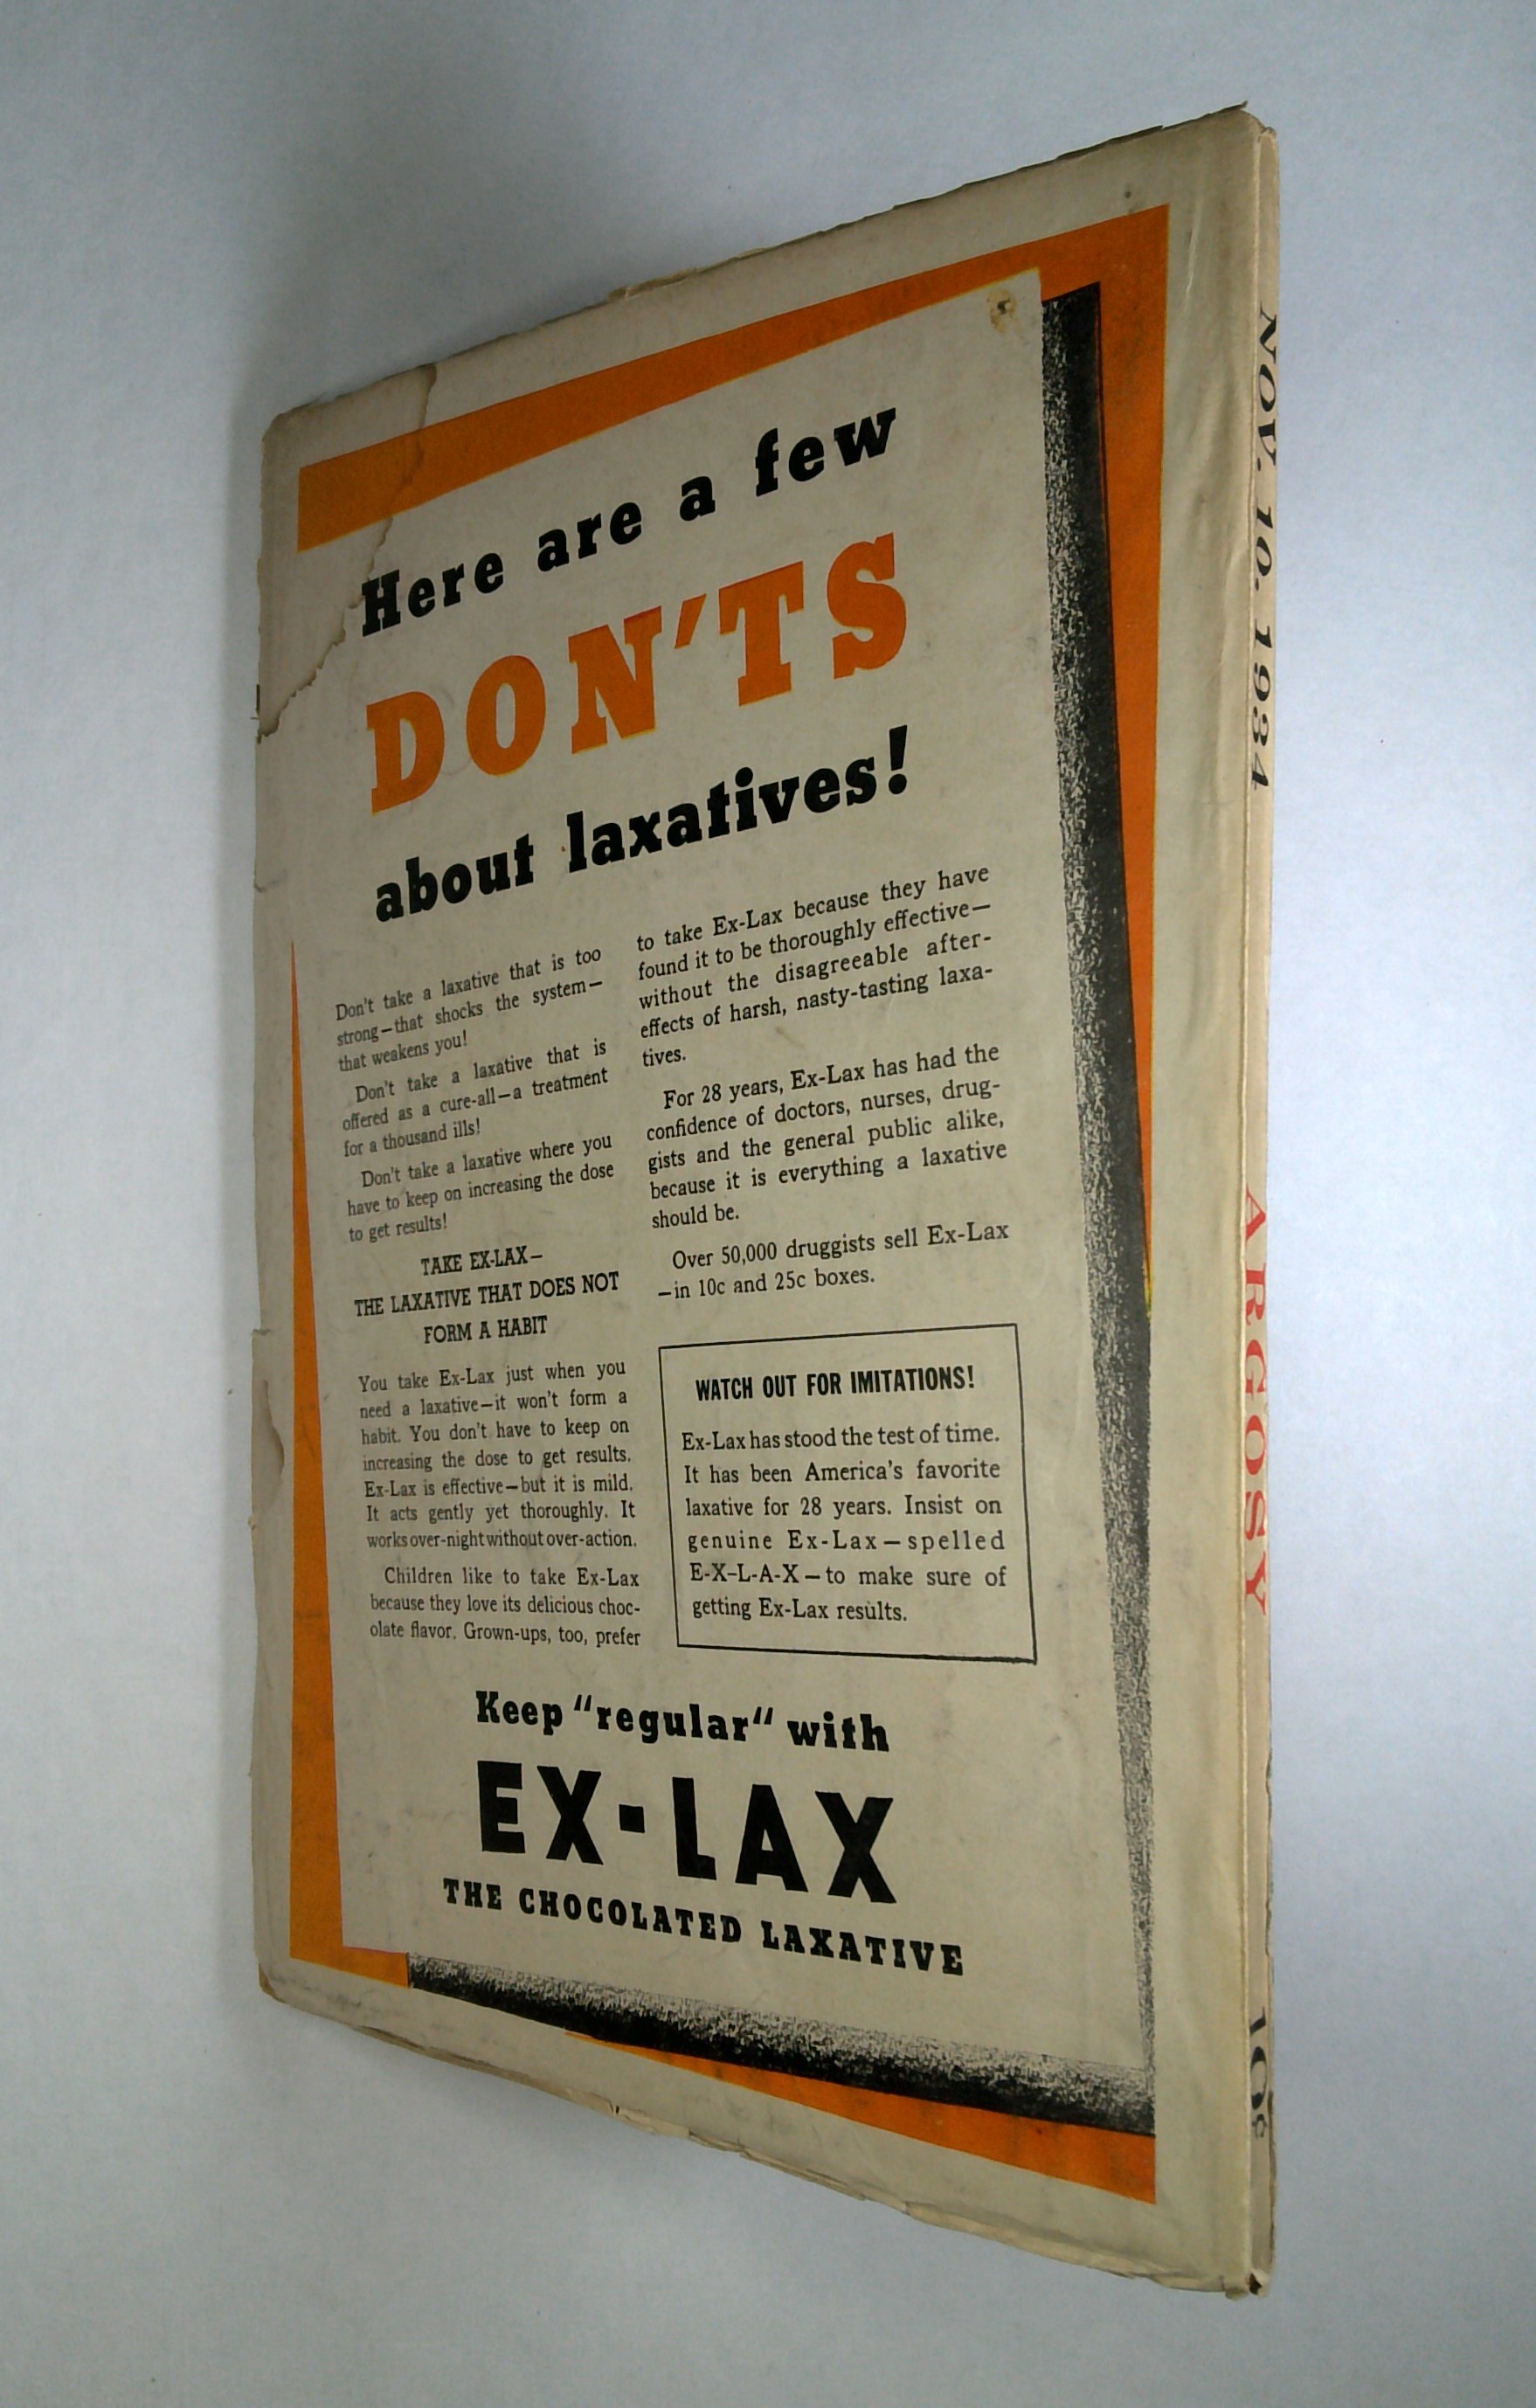 Here are a few
DON'TS
about laxatives!
Don't take a laxative that is too
strong—that shocks the system—
that weakens you!
Don't take a laxative that is
offered as a cure-all—a treatment
for a thousand ills!
Don't take a laxative where you
have to keep on increasing the dose
to get results!
TAKE EX-LAX—
THE LAXATIVE THAT DOES NOT
FORM A HABIT
You take Ex-Lax just when you
need a laxative—it won't form a
habit. You don't have to keep on
increasing the dose to get results.
Ex-Lax is effective—but it is mild.
It acts gently yet thoroughly. It
works over-night without over-action.
Children like to take Ex-Lax
because they love its delicious choc-
olate flavor. Grown-ups, too, prefer
to take Ex-Lax because they have
found it to be thoroughly effective—
without the disagreeable after-
effects of harsh, nasty-tasting laxa-
tives.
For 28 years, Ex-Lax has had the
confidence of doctors, nurses, drug-
gists and the general public alike,
because it is everything a laxative
should be.
Over 50,000 druggists sell Ex-Lax
—in 10c and 25c boxes.
WATCH OUT FOR IMITATIONS!
Ex-Lax has stood the test of time.
It has been America's favorite
laxative for 28 years. Insist on
genuine Ex-Lax—spelled
E-X-L-A-X—to make sure of
getting Ex-Lax results.
Keep "regular" with
EX-LAX
THE CHOCOLATED LAXATIVE
NOV. 10. 1934
ARGOSY
10¢